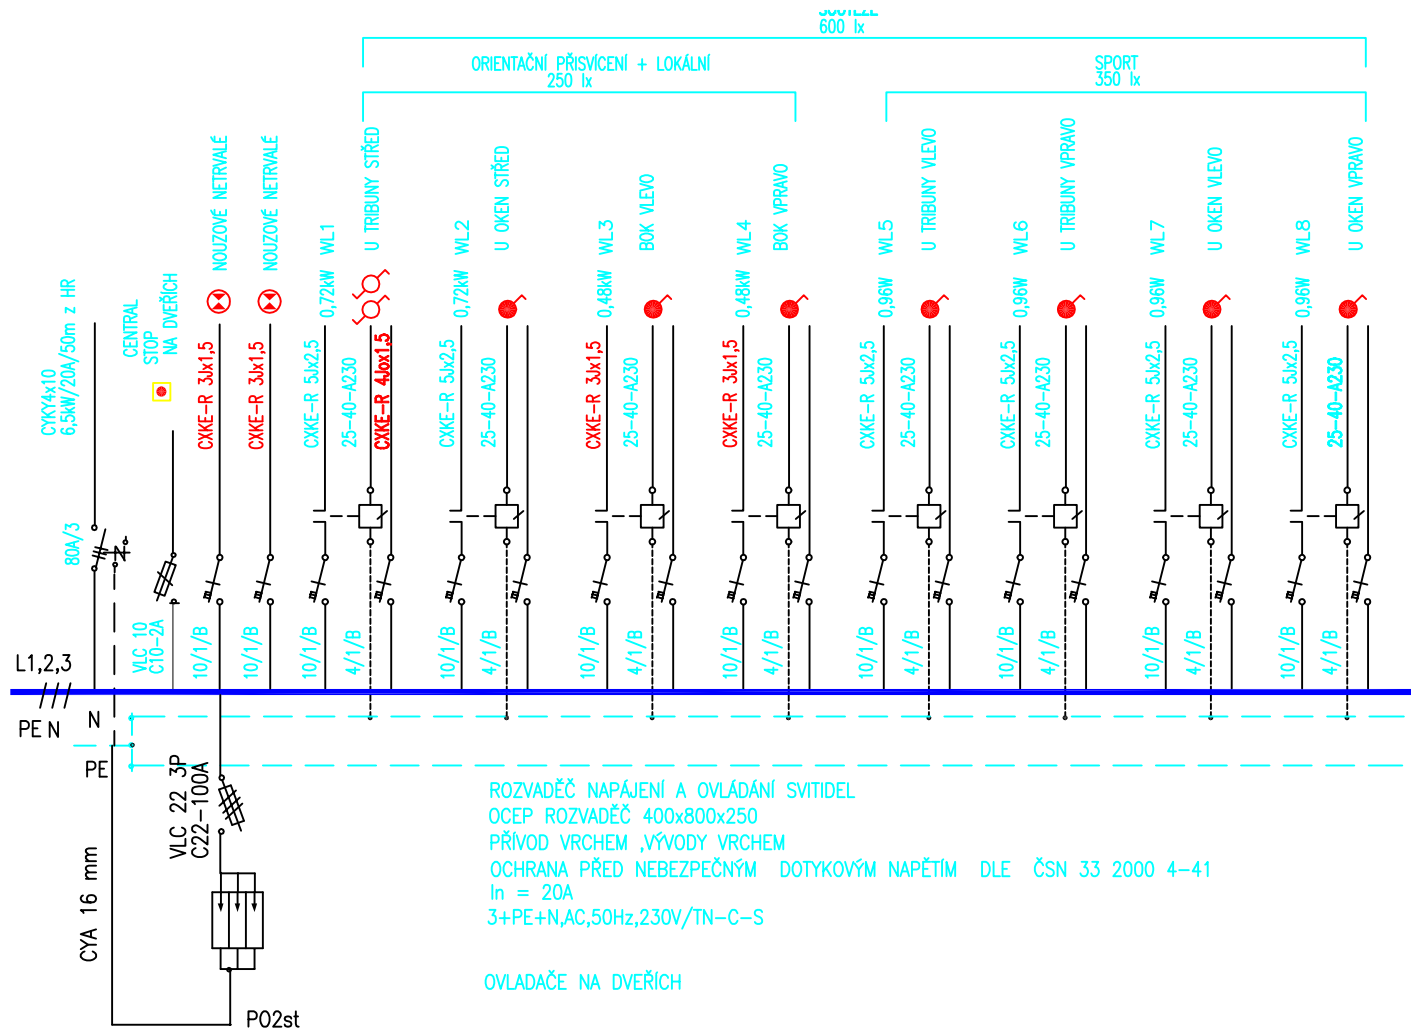 600 lx
ORIENTAČNÍ PŘISVÍCENÍ + LOKÁLNÍ
250 lx
SPORT
350 lx
CYKY4x10
6,5kW/20A/50m z HR
CENTRAL
STOP
NA DVEŘÍCH
NOUZOVÉ NETRVALÉ
NOUZOVÉ NETRVALÉ
0,72kW WL1
U TRIBUNY STŘED
0,72kW WL2
U OKEN STŘED
0,48kW WL3
BOK VLEVO
0,48kW WL4
BOK VPRAVO
0,96W WL5
U TRIBUNY VLEVO
0,96W WL6
U TRIBUNY VPRAVO
0,96W WL7
U OKEN VLEVO
0,96W WL8
U OKEN VPRAVO
CXKE-R 3Jx1,5
CXKE-R 3Jx1,5
CXKE-R 5Jx2,5
25-40-A230
CXKE-R 4Jox1,5
CXKE-R 5Jx2,5
25-40-A230
CXKE-R 3Jx1,5
25-40-A230
CXKE-R 3Jx1,5
25-40-A230
CXKE-R 5Jx2,5
25-40-A230
CXKE-R 5Jx2,5
25-40-A230
CXKE-R 5Jx2,5
25-40-A230
CXKE-R 5Jx2,5
25-40-A230
80A/3
VLC 10
C10-2A
10/1/B
10/1/B
10/1/B
4/1/B
10/1/B
4/1/B
10/1/B
4/1/B
10/1/B
4/1/B
10/1/B
4/1/B
10/1/B
4/1/B
10/1/B
4/1/B
10/1/B
4/1/B
L1,2,3
PE N
N
PE
VLC 22 3P
C22-100A
CYA 16 mm
PO2st
ROZVADĚČ NAPÁJENÍ A OVLÁDÁNÍ SVITIDEL
OCEP ROZVADĚČ 400x800x250
PŘÍVOD VRCHEM ,VÝVODY VRCHEM
OCHRANA PŘED NEBEZPEČNÝM DOTYKOVÝM NAPĚTÍM DLE ČSN 33 2000 4-41
In = 20A
3+PE+N,AC,50Hz,230V/TN-C-S
OVLADAČE NA DVEŘÍCH